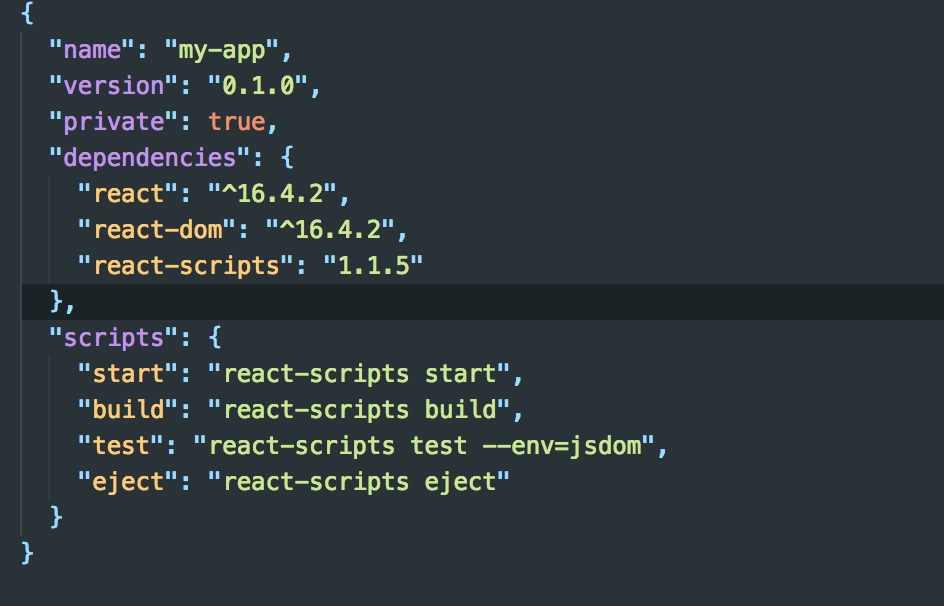 {
  "name": "my-app",
  "version": "0.1.0",
  "private": true,
  "dependencies": {
    "react": "^16.4.2",
    "react-dom": "^16.4.2",
    "react-scripts": "1.1.5"
  },
  "scripts": {
    "start": "react-scripts start",
    "build": "react-scripts build",
    "test": "react-scripts test --env=jsdom",
    "eject": "react-scripts eject"
  }
}